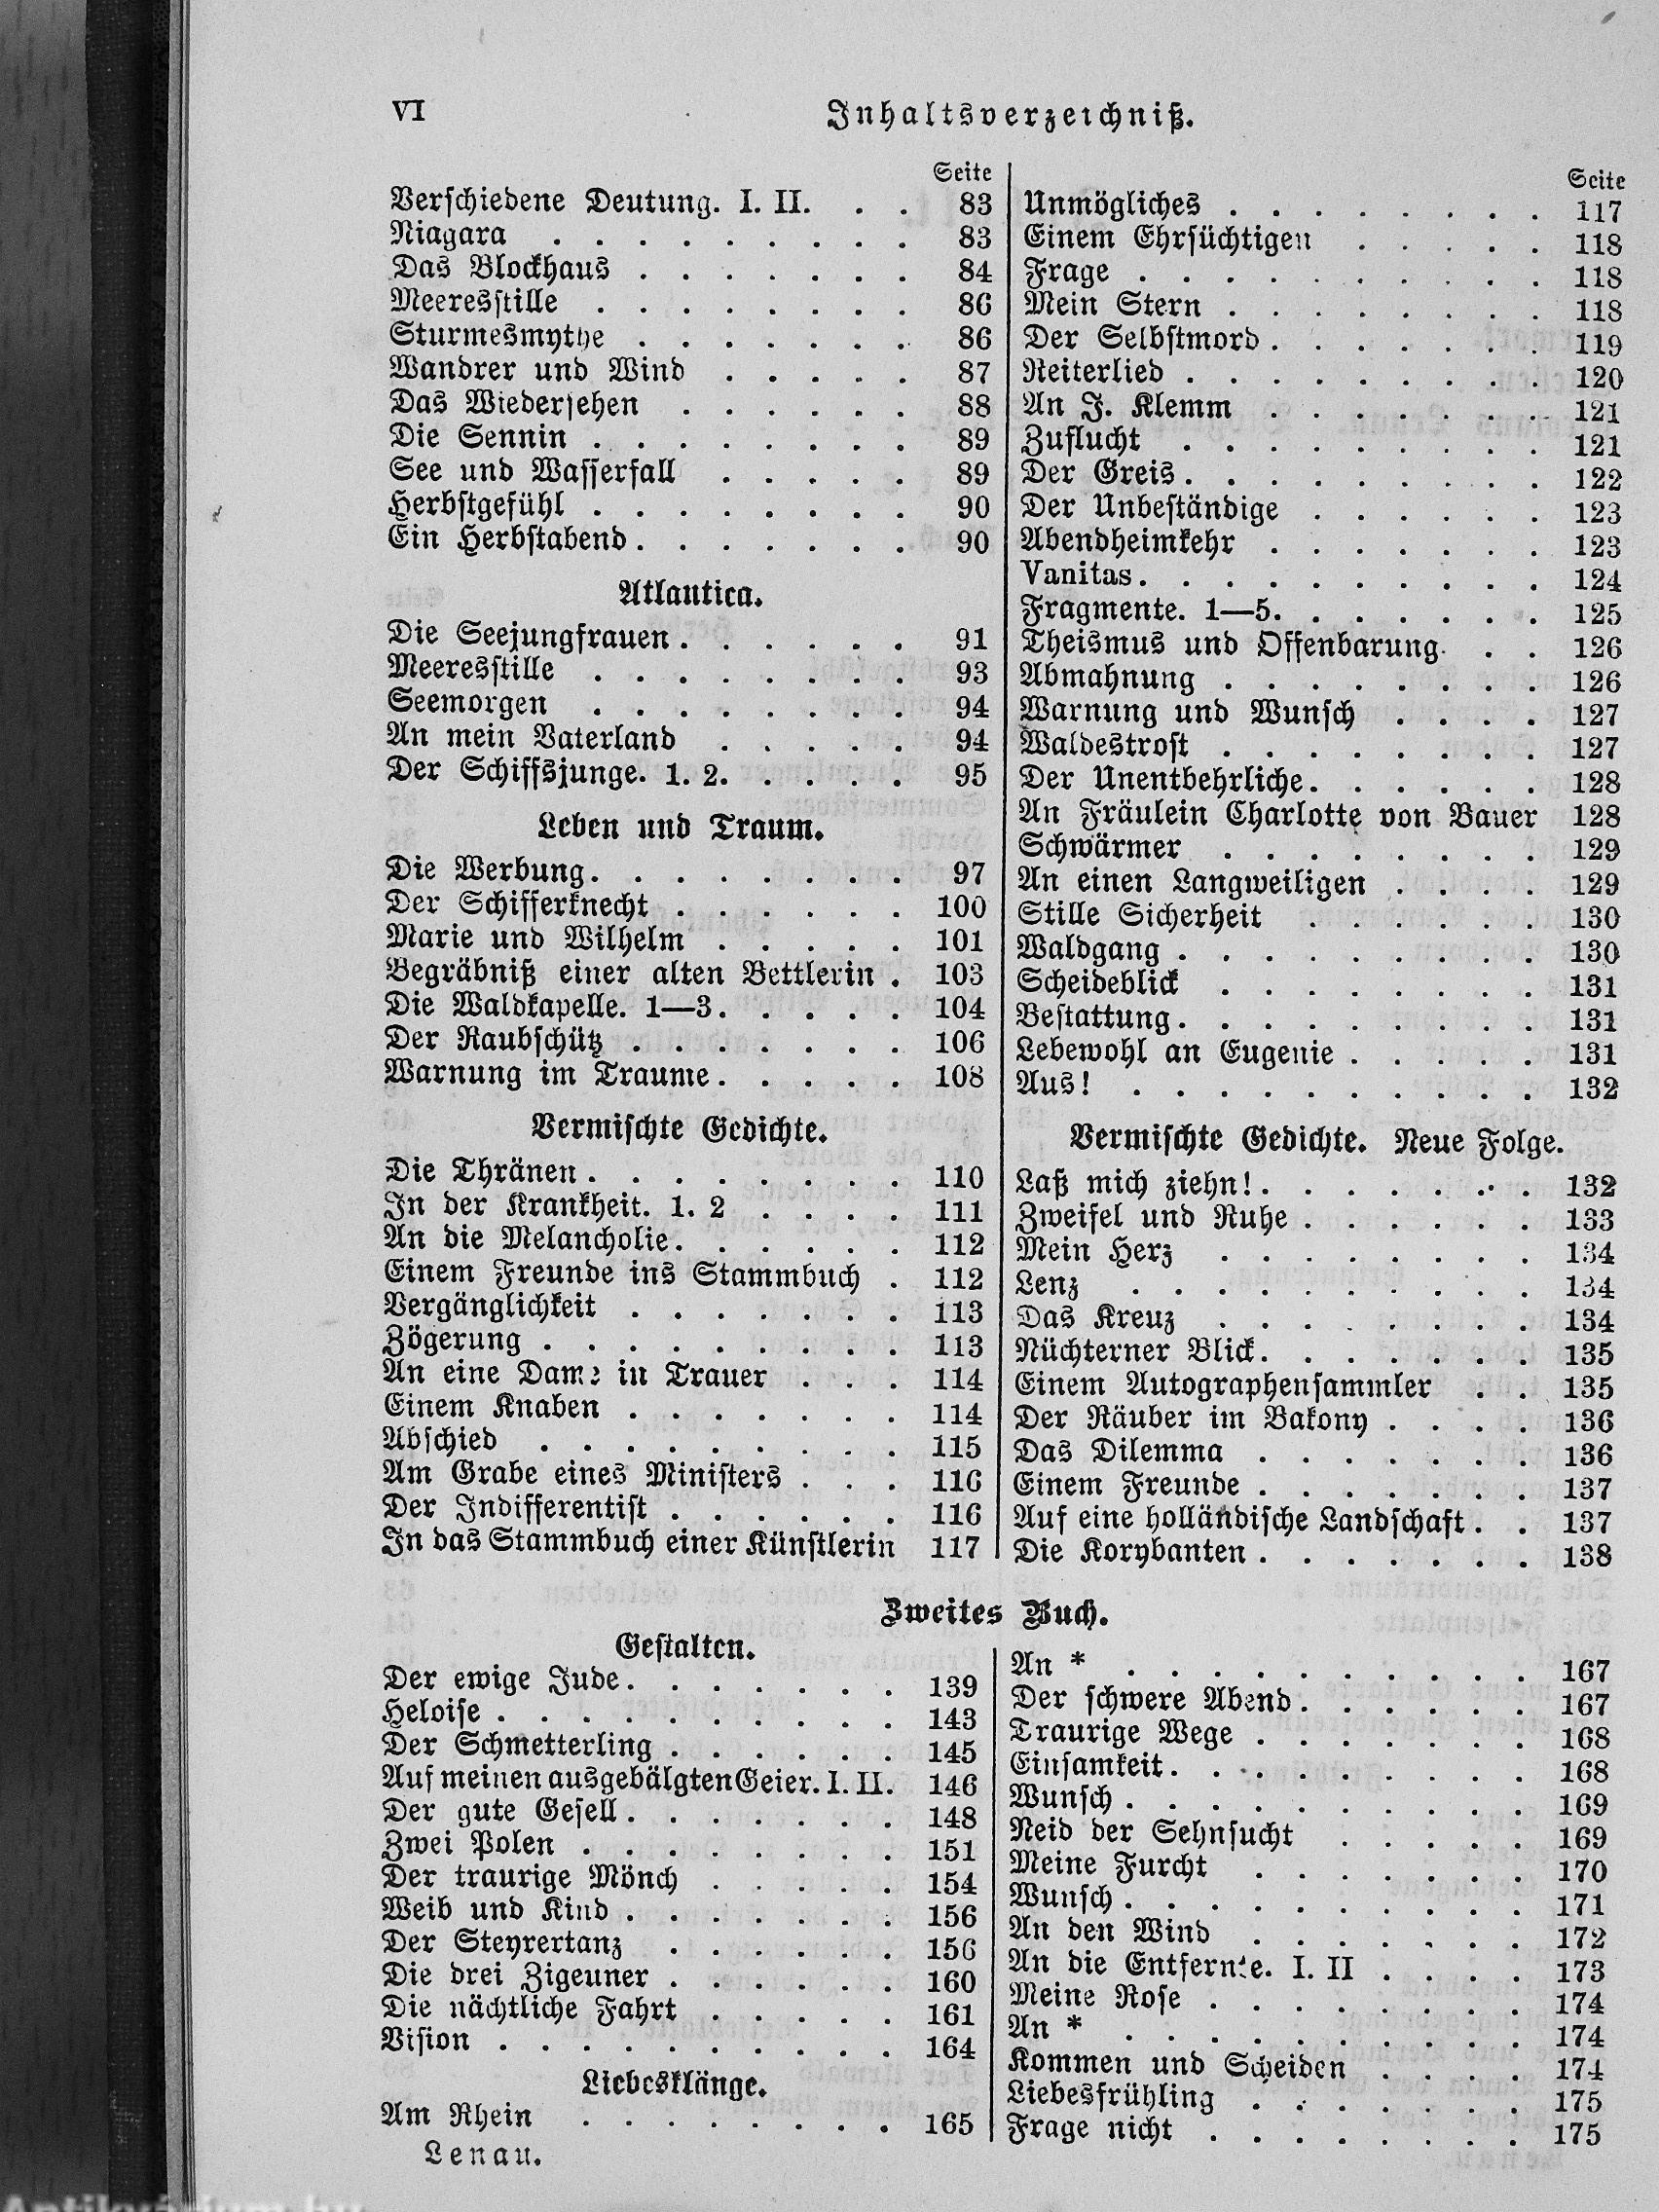 VI
Inhaltsverzeichniß.
Seite
Verschiedene Deutung. I. II. . . 83
Niagara . . . . . . . . . 83
Das Blockhaus . . . . . . . 84
Meeresstille . . . . . . . . 86
Sturmesmythe . . . . . . . 86
Wandrer und Wind . . . . . 87
Das Wiedersehen . . . . . . 88
Die Sennin . . . . . . . . 89
See und Wasserfall . . . . . 89
Herbstgefühl . . . . . . . . 90
Ein Herbstabend . . . . . . . 90
Atlantica.
Die Seejungfrauen . . . . . . 91
Meeresstille . . . . . . . . 93
Seemorgen . . . . . . . . 94
An mein Vaterland . . . . . 94
Der Schiffsjunge. 1. 2. . . . . 95
Leben und Traum.
Die Werbung . . . . . . . . 97
Der Schifferknecht . . . . . . 100
Marie und Wilhelm . . . . . 101
Begräbniß einer alten Bettlerin . 103
Die Waldkapelle. 1—3. . . . . 104
Der Raubschütz . . . . . . . 106
Warnung im Traume . . . . . 108
Vermischte Gedichte.
Die Thränen . . . . . . . . 110
In der Krankheit. 1. 2 . . . . 111
An die Melancholie . . . . . . 112
Einem Freunde ins Stammbuch . 112
Vergänglichkeit . . . . . . . 113
Zögerung . . . . . . . . . 113
An eine Dame in Trauer . . . 114
Einem Knaben . . . . . . . 114
Abschied . . . . . . . . . 115
Am Grabe eines Ministers . . . 116
Der Indifferentist . . . . . . 116
In das Stammbuch einer Künstlerin 117
Seite
Unmögliches . . . . . . . . 117
Einem Ehrsüchtigen . . . . . 118
Frage . . . . . . . . . . 118
Mein Stern . . . . . . . . 118
Der Selbstmord . . . . . . . 119
Reiterlied . . . . . . . . . 120
An J. Klemm . . . . . . . 121
Zuflucht . . . . . . . . . 121
Der Greis . . . . . . . . . 122
Der Unbeständige . . . . . . 123
Abendheimkehr . . . . . . . 123
Vanitas . . . . . . . . . . 124
Fragmente. 1—5. . . . . . . 125
Theismus und Offenbarung . . . 126
Abmahnung . . . . . . . . 126
Warnung und Wunsch . . . . 127
Waldestrost . . . . . . . . 127
Der Unentbehrliche . . . . . . 128
An Fräulein Charlotte von Bauer 128
Schwärmer . . . . . . . . 129
An einen Langweiligen . . . . 129
Stille Sicherheit . . . . . . 130
Waldgang . . . . . . . . . 130
Scheideblick . . . . . . . . 131
Bestattung . . . . . . . . . 131
Lebewohl an Eugenie . . . . . 131
Aus! . . . . . . . . . . 132
Vermischte Gedichte. Neue Folge.
Laß mich ziehn! . . . . . . . 132
Zweifel und Ruhe . . . . . . 133
Mein Herz . . . . . . . . 134
Lenz . . . . . . . . . . 134
Das Kreuz . . . . . . . . 134
Nüchterner Blick . . . . . . . 135
Einem Autographensammler . . 135
Der Räuber im Bakony . . . . 136
Das Dilemma . . . . . . . 136
Einem Freunde . . . . . . . 137
Auf eine holländische Landschaft . . 137
Die Korybanten . . . . . . . 138
Zweites Buch.
Gestalten.
Der ewige Jude . . . . . . . 139
Heloise . . . . . . . . . . 143
Der Schmetterling . . . . . . 145
Auf meinen ausgebälgten Geier. I. II. 146
Der gute Gesell . . . . . . . 148
Zwei Polen . . . . . . . . 151
Der traurige Mönch . . . . . 154
Weib und Kind . . . . . . . 156
Der Steyrertanz . . . . . . 156
Die drei Zigeuner . . . . . . 160
Die nächtliche Fahrt . . . . . 161
Vision . . . . . . . . . . 164
Liebesklänge.
Am Rhein . . . . . . . . 165
Lenau.
An * . . . . . . . . . . 167
Der schwere Abend . . . . . . 167
Traurige Wege . . . . . . . 168
Einsamkeit . . . . . . . . . 168
Wunsch . . . . . . . . . . 169
Neid der Sehnsucht . . . . . 169
Meine Furcht . . . . . . . 170
Wunsch . . . . . . . . . . 171
An den Wind . . . . . . . 172
An die Entfernte. I. II . . . . 173
Meine Rose . . . . . . . . 174
An * . . . . . . . . . . 174
Kommen und Scheiden . . . . 174
Liebesfrühling . . . . . . . 175
Frage nicht . . . . . . . . 175